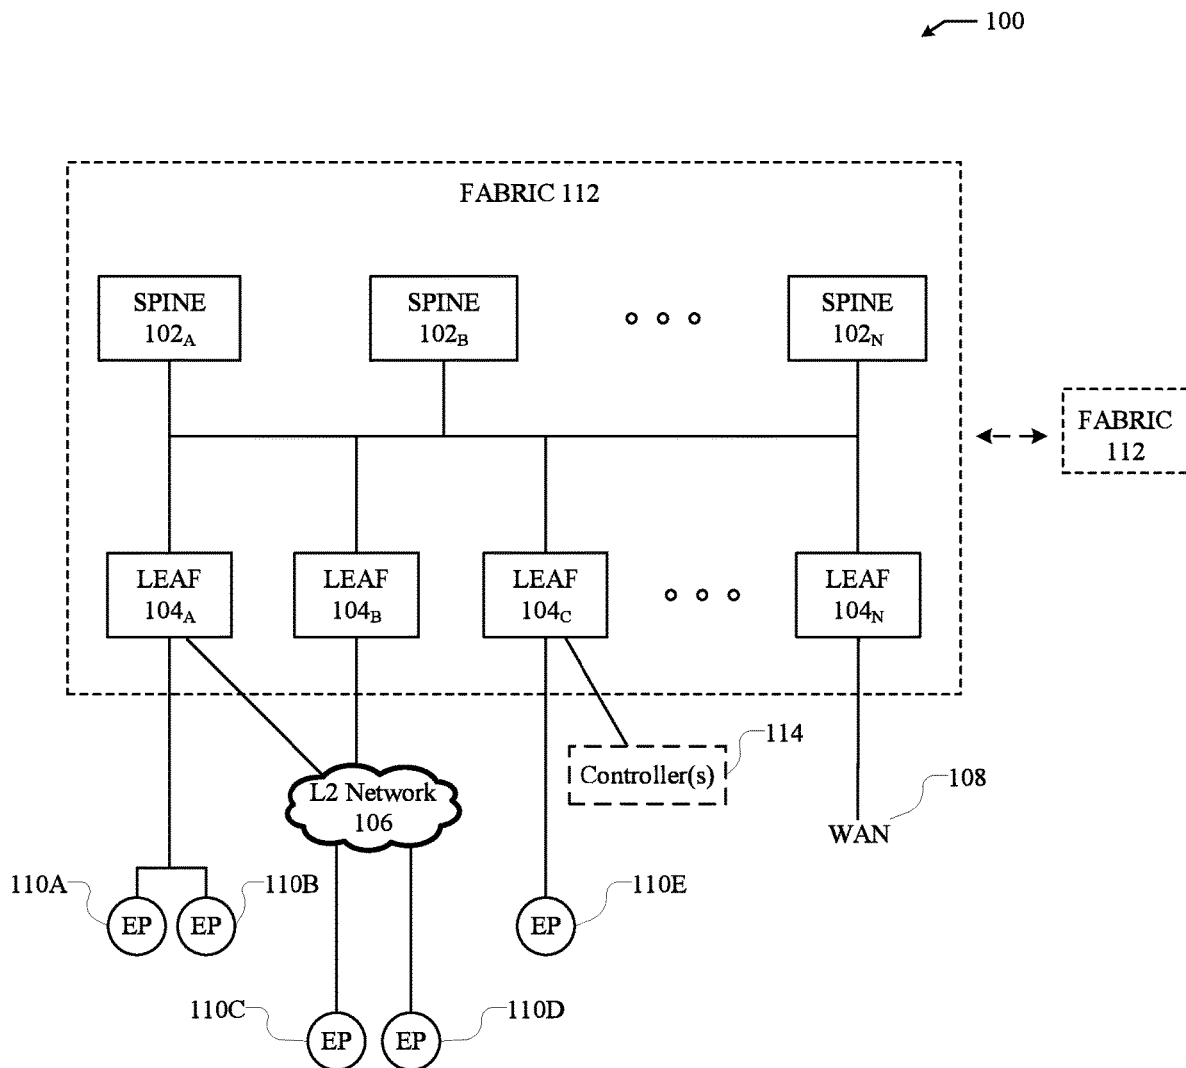 100
FABRIC 112
SPINE
102A
SPINE
102B
SPINE
102N
FABRIC
112
LEAF
104A
LEAF
104B
LEAF
104C
LEAF
104N
114
Controller(s)
108
L2 Network
106
WAN
110A
110B
110E
EP
EP
EP
110C
110D
EP
EP